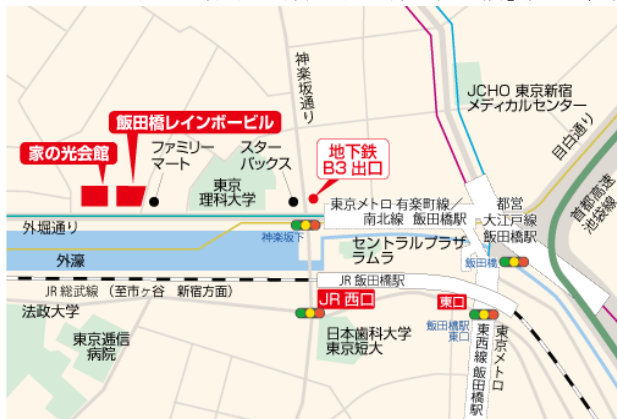 神楽坂通り
JCHO 東京新宿
メディカルセンター
目白通り
飯田橋レインボービル
家の光会館
ファミリー
マート
スター
バックス
地下鉄
B3 出口
東京
理科大学
東京メトロ 有楽町線／
南北線 飯田橋駅
都営
大江戸線
飯田橋駅
首都高速
池袋線
外堀通り
神楽坂下
セントラルプラザ
ラムラ
飯田橋
外濠
JR 飯田橋駅
JR 総武線 （至市ヶ谷 新宿方面）
JR 西口
東口
法政大学
飯田橋駅
東口
東京逓信
病院
日本歯科大学
東京短大
東京メトロ
東西線 飯田橋駅